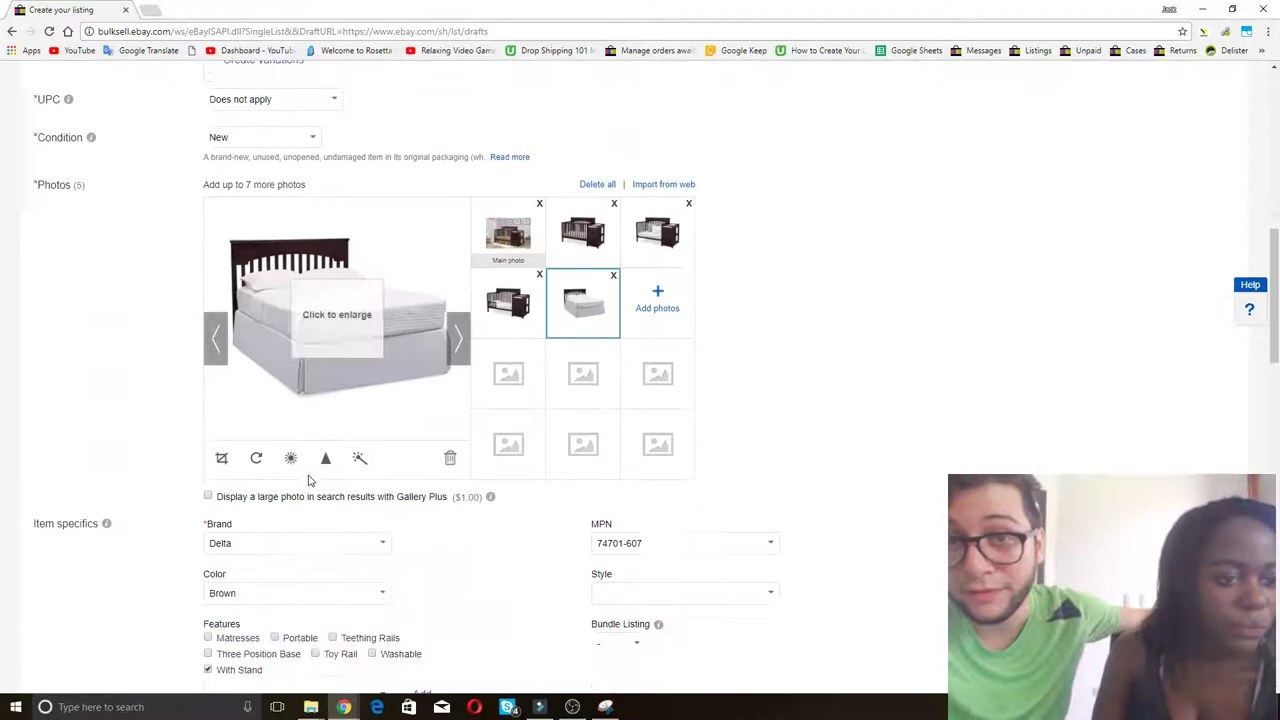 Create your listing
bulksell.ebay.com/ws/eBayISAPI.dll?SingleList&&DraftURL=https://www.ebay.com/sh/lst/drafts
Apps YouTube Google Translate Dashboard - YouTu Welcome to Rosetta Relaxing Video Gam Drop Shipping 101 M Google Keep How to Create Your Google Sheets Messages Listings Unpaid Cases Returns Delister »
Manage orders awai
Create variations
*UPC Does not apply
*Condition New
A brand-new, unused, unopened, undamaged item in its original packaging (wh... Read more
*Photos (5) Add up to 7 more photos Delete all | Import from web
X X X
Main photo
X X
Click to enlarge
+
Add photos
Help
?
Display a large photo in search results with Gallery Plus ($1.00)
Item specifics *Brand MPN
Delta 74701-607
Color Style
Brown
Features Bundle Listing
Matresses Portable Teething Rails -
Three Position Base Toy Rail Washable
With Stand
Add
Type here to search